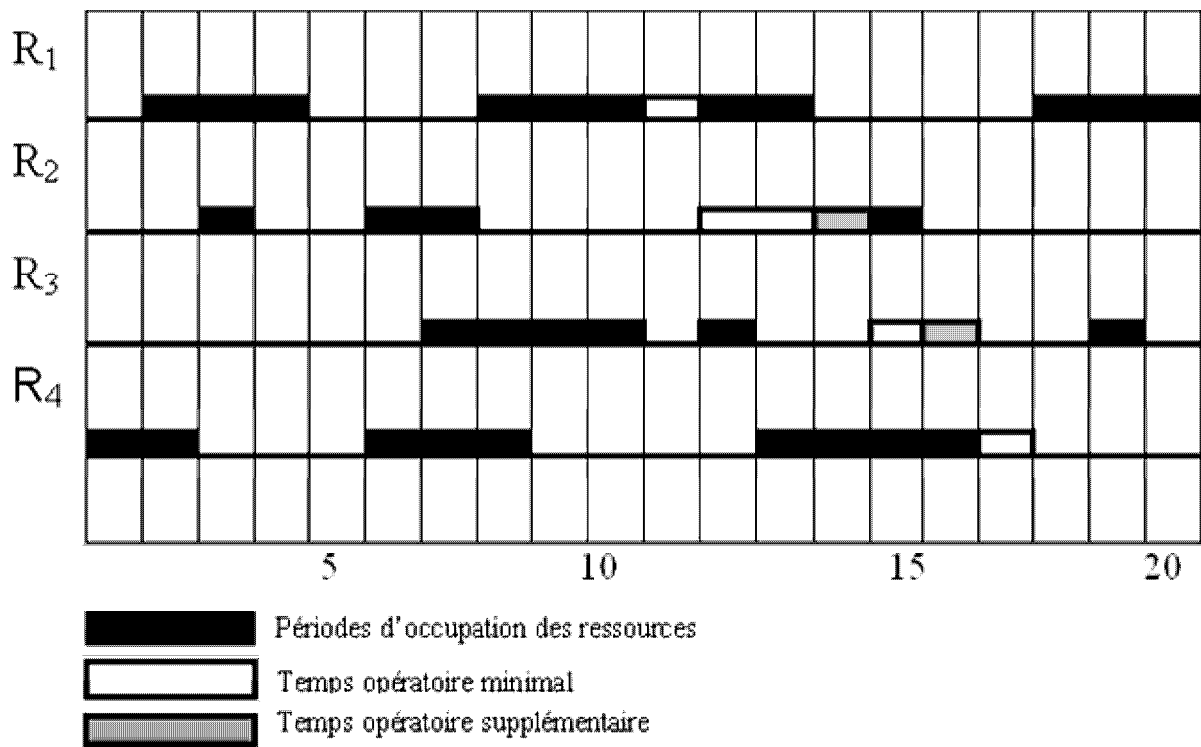 R1
R2
R3
R4
5 10 15 20
Périodes d'occupation des ressources
Temps opératoire minimal
Temps opératoire supplémentaire